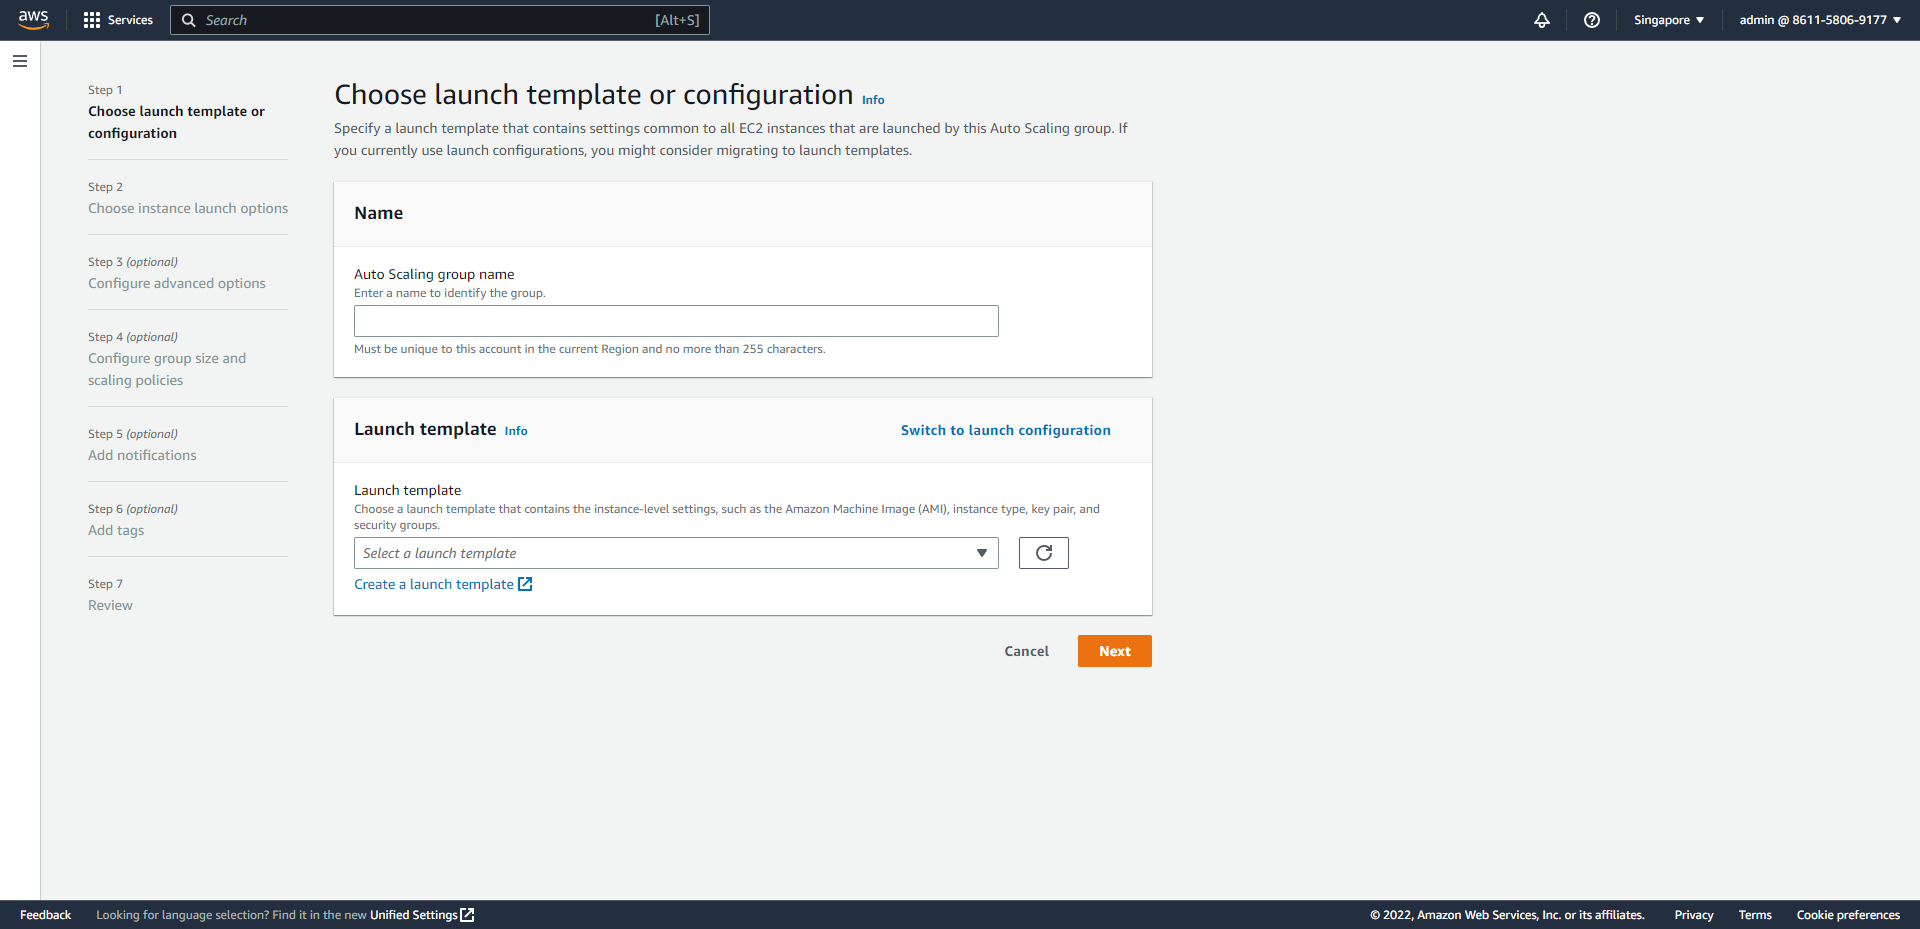 aws
Services
Search
[Alt+S]
Singapore
admin @ 8611-5806-9177
Step 1
Choose launch template or
configuration
Step 2
Choose instance launch options
Step 3 (optional)
Configure advanced options
Step 4 (optional)
Configure group size and
scaling policies
Step 5 (optional)
Add notifications
Step 6 (optional)
Add tags
Step 7
Review
Choose launch template or configuration Info
Specify a launch template that contains settings common to all EC2 instances that are launched by this Auto Scaling group. If
you currently use launch configurations, you might consider migrating to launch templates.
Name
Auto Scaling group name
Enter a name to identify the group.
Must be unique to this account in the current Region and no more than 255 characters.
Launch template Info
Switch to launch configuration
Launch template
Choose a launch template that contains the instance-level settings, such as the Amazon Machine Image (AMI), instance type, key pair, and
security groups.
Select a launch template
Create a launch template
Cancel
Next
Feedback
Looking for language selection? Find it in the new Unified Settings
© 2022, Amazon Web Services, Inc. or its affiliates.
Privacy
Terms
Cookie preferences